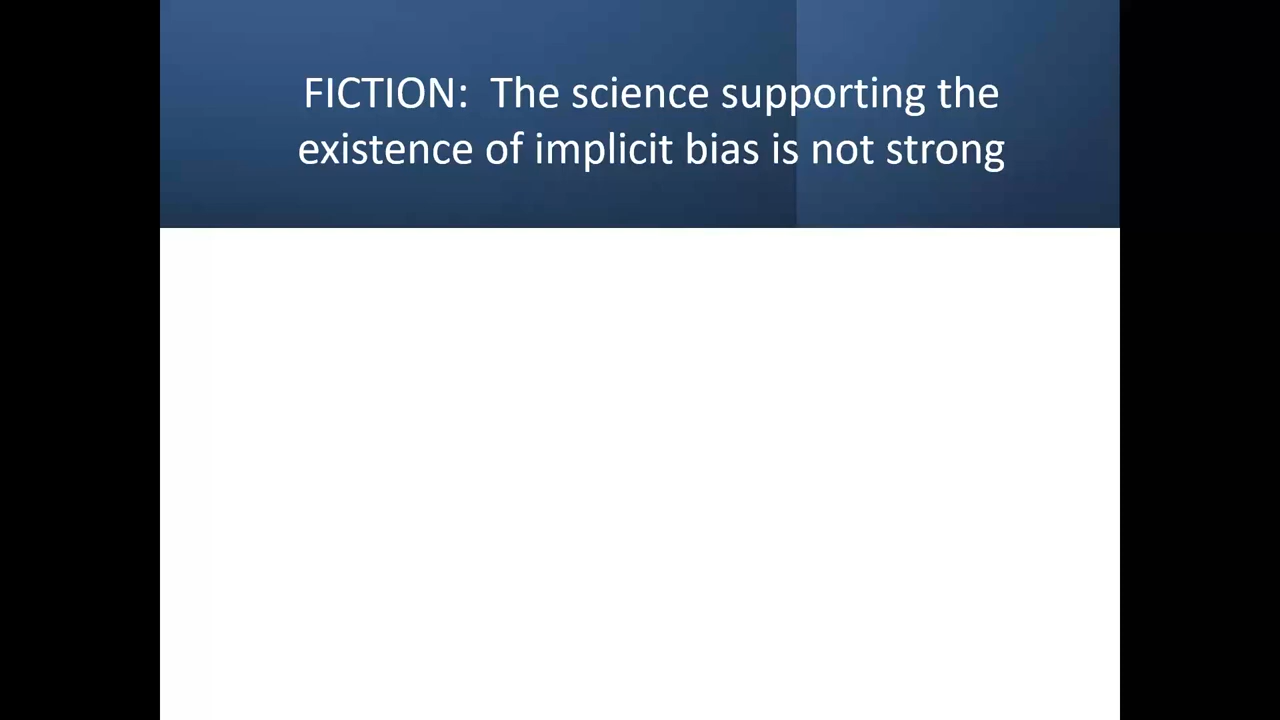 FICTION:  The science supporting the
existence of implicit bias is not strong